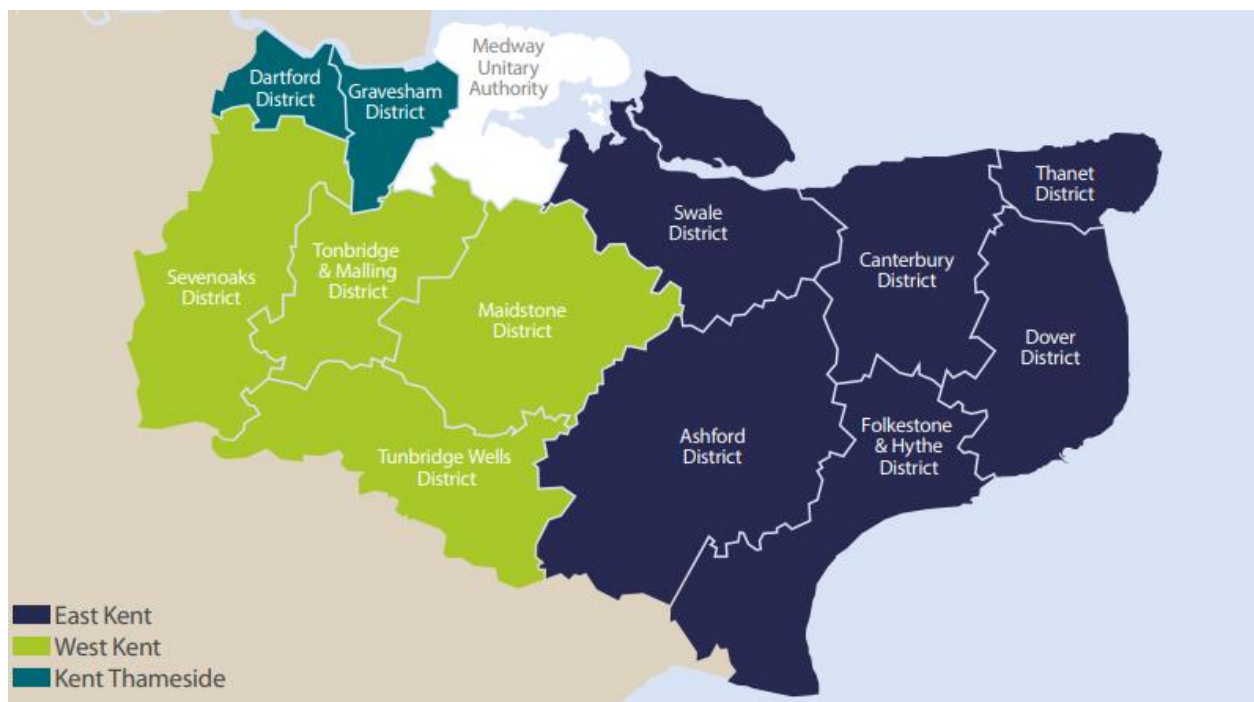 Medway
Unitary
Authority
Dartford
District
Gravesham
District
Thanet
District
Swale
District
Canterbury
District
Tonbridge
& Malling
District
Sevenoaks
District
Maidstone
District
Dover
District
Ashford
District
Folkestone
& Hythe
District
Tunbridge Wells
District
East Kent
West Kent
Kent Thameside